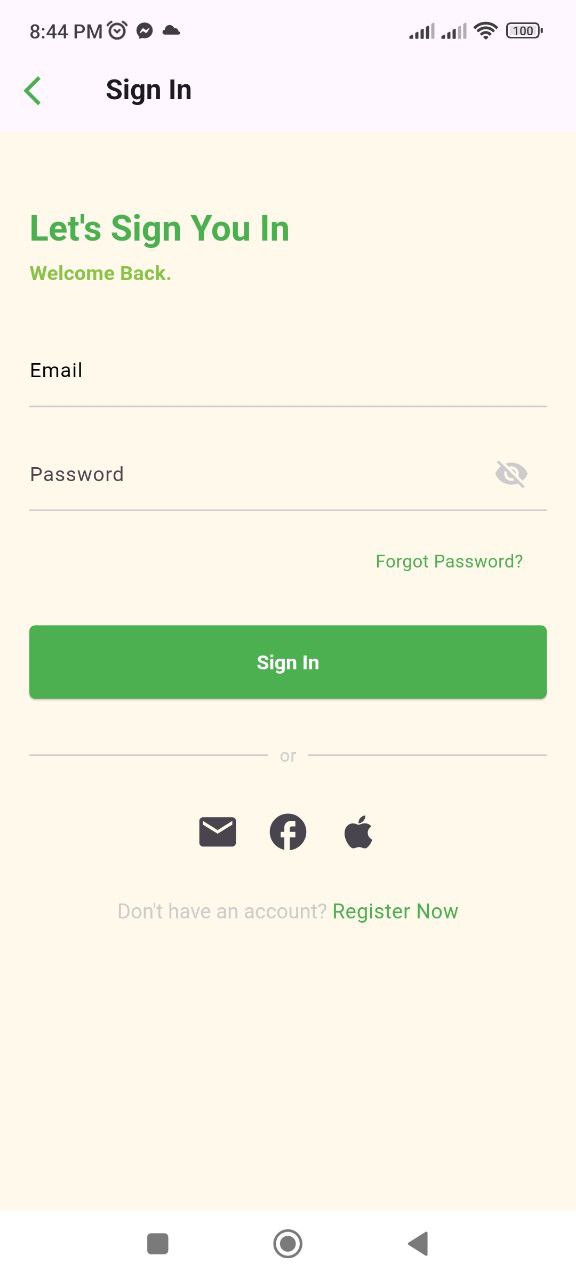 8:44 PM 100
Sign In
Let's Sign You In
Welcome Back.
Email
Password
Forgot Password?
Sign In
or
Don't have an account? Register Now